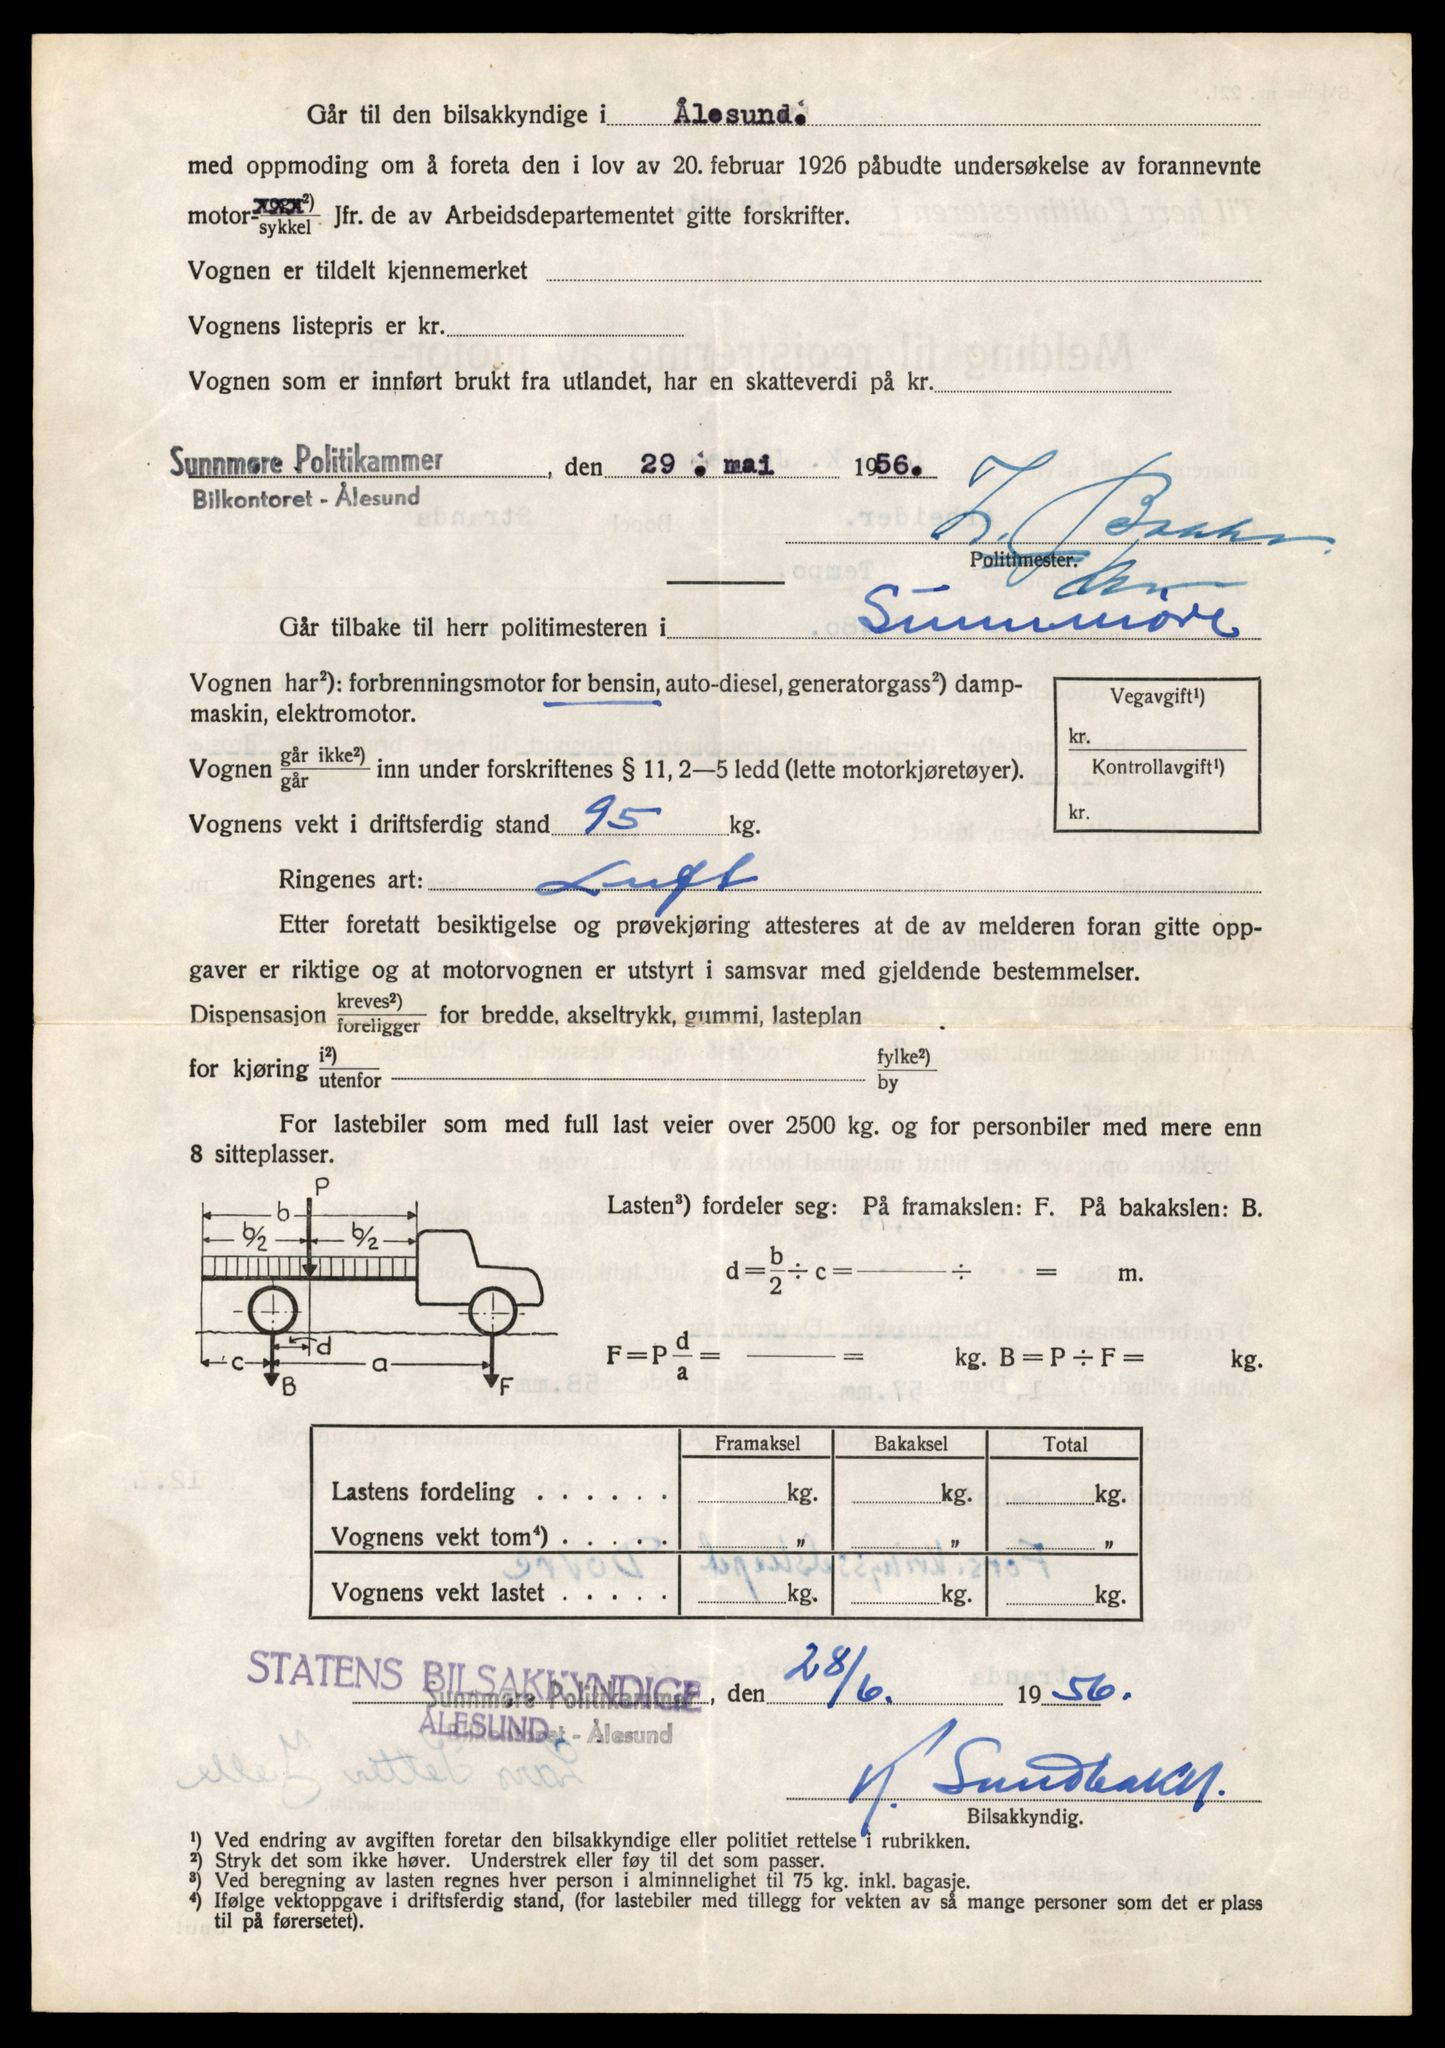 Går til den bilsakkyndige i Ålesund.
med oppmoding om å foreta den i lov av 20. februar 1926 påbudte undersøkelse av forannevnte
motor-vogn²)/sykkel Jfr. de av Arbeidsdepartementet gitte forskrifter.
Vognen er tildelt kjennemerket
Vognens listepris er kr.
Vognen som er innført brukt fra utlandet, har en skatteverdi på kr.
Sunnmøre Politikammer, den 29. mai 1956.
Bilkontoret - Ålesund
Politimester.
Går tilbake til herr politimesteren i Sunnmøre
Vognen har²): forbrenningsmotor for bensin, auto-diesel, generatorgass²) damp-
maskin, elektromotor.
Vegavgift¹)
kr.
Kontrollavgift¹)
kr.
Vognen går ikke²)/går inn under forskriftenes § 11, 2—5 ledd (lette motorkjøretøyer).
Vognens vekt i driftsferdig stand 95 kg.
Ringenes art: Luft
Etter foretatt besiktigelse og prøvekjøring attesteres at de av melderen foran gitte opp-
gaver er riktige og at motorvognen er utstyrt i samsvar med gjeldende bestemmelser.
Dispensasjon kreves²)/foreligger for bredde, akseltrykk, gummi, lasteplan
for kjøring i²)/utenfor fylke²)/by
For lastebiler som med full last veier over 2500 kg. og for personbiler med mere enn
8 sitteplasser.
P
b
b/2 b/2
d
c a
B F
Lasten³) fordeler seg: På framakslen: F. På bakakslen: B.
d = b/2 ÷ c = ——— ÷ = m.
F = P d/a = ——— = kg. B = P ÷ F = kg.
Framaksel Bakaksel Total
Lastens fordeling . . . . . . kg. kg. kg.
Vognens vekt tom⁴) . . . . . „ „ „
Vognens vekt lastet . . . . . kg. kg. kg.
STATENS BILSAKKYNDIGE
Sunnmøre Politikammer, den 28/6. 1956.
ÅLESUND.
Bilkontoret - Ålesund
K. Sundbakk.
Bilsakkyndig.
¹) Ved endring av avgiften foretar den bilsakkyndige eller politiet rettelse i rubrikken.
²) Stryk det som ikke høver. Understrek eller føy til det som passer.
³) Ved beregning av lasten regnes hver person i alminnelighet til 75 kg. inkl. bagasje.
⁴) Ifølge vektoppgave i driftsferdig stand, (for lastebiler med tillegg for vekten av så mange personer som det er plass
til på førersetet).